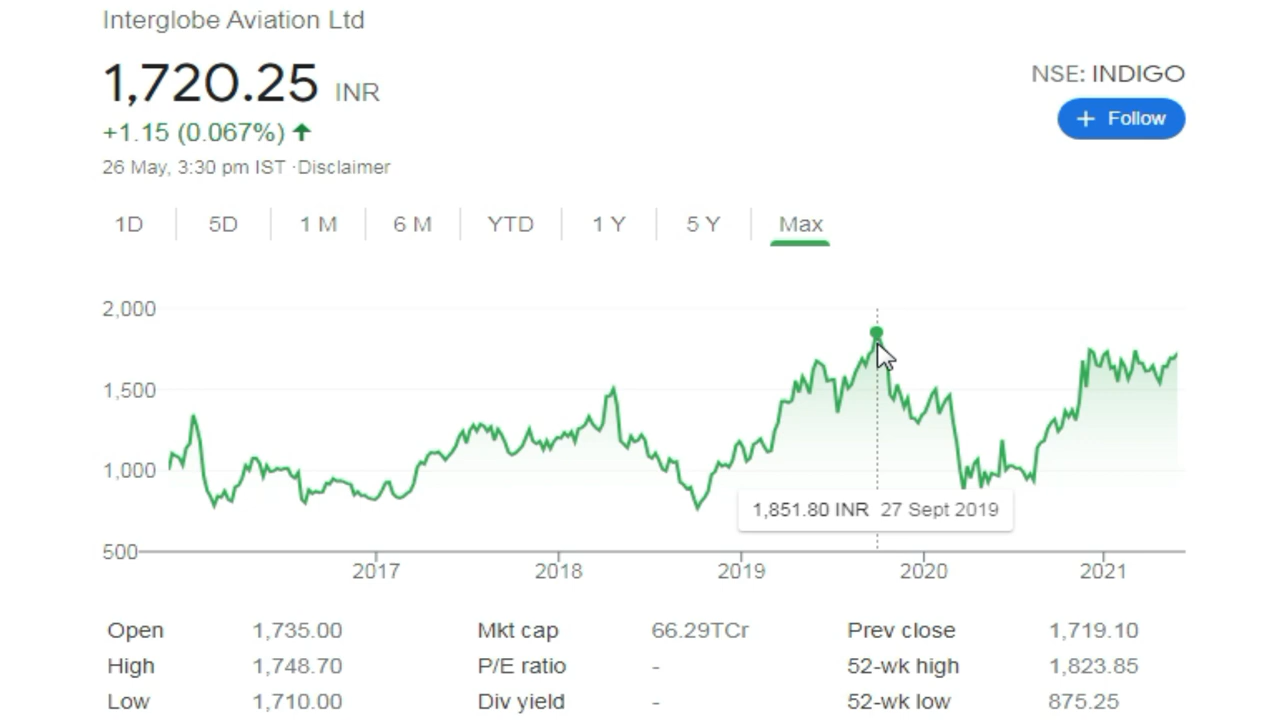 Interglobe Aviation Ltd
1,720.25 INR
NSE: INDIGO
+1.15 (0.067%)
+ Follow
26 May, 3:30 pm IST ·Disclaimer
1D 5D 1 M 6 M YTD 1 Y 5 Y Max
2,000
1,500
1,000
1,851.80 INR 27 Sept 2019
500
2017 2018 2019 2020 2021
Open 1,735.00 Mkt cap 66.29TCr Prev close 1,719.10
High 1,748.70 P/E ratio - 52-wk high 1,823.85
Low 1,710.00 Div yield - 52-wk low 875.25